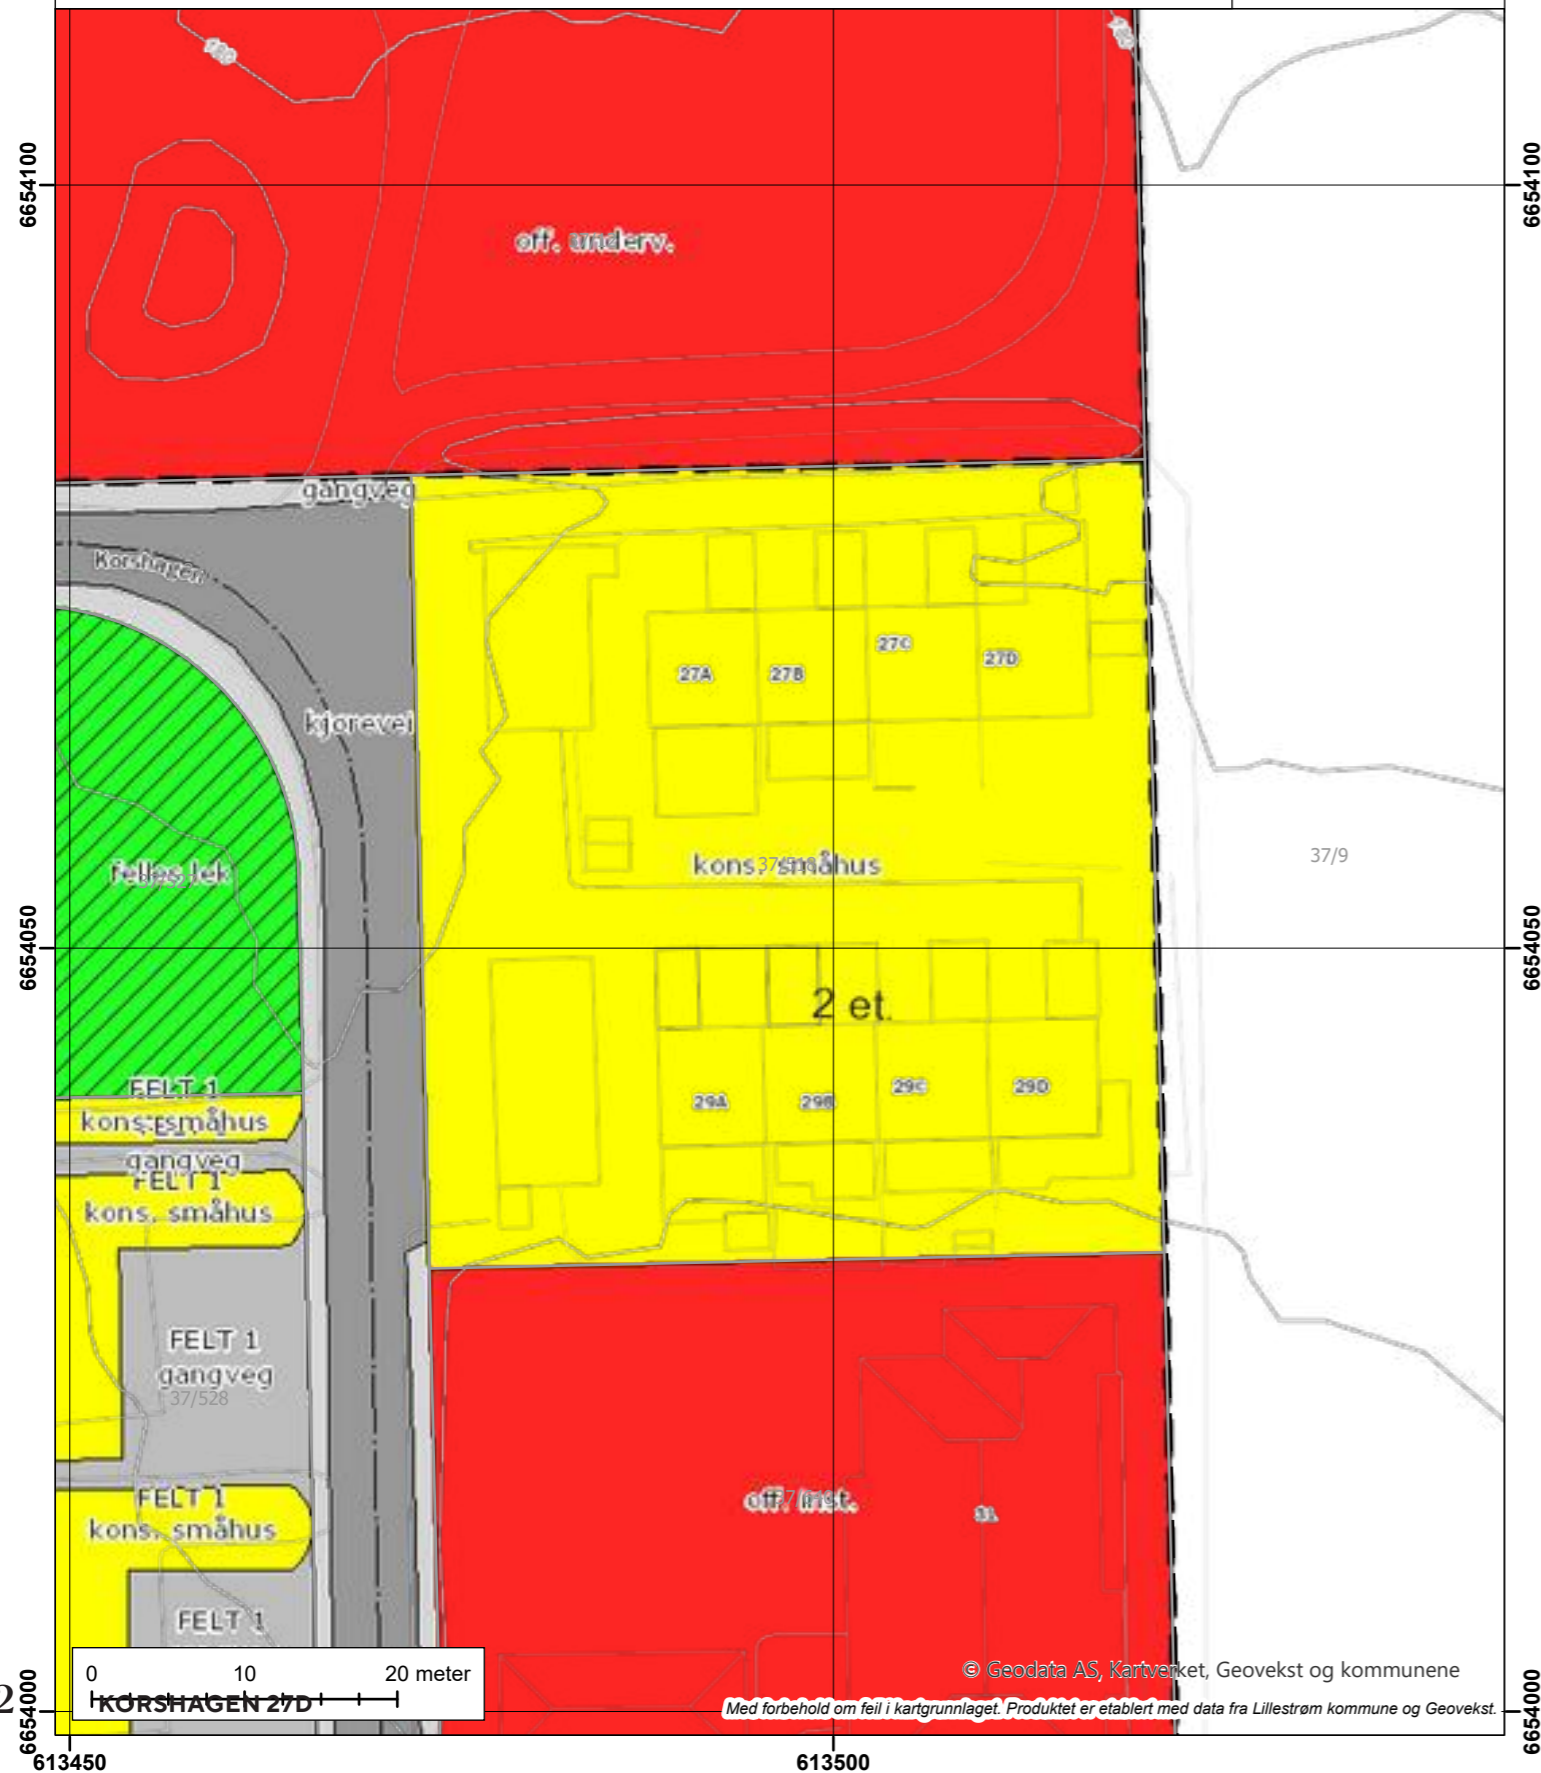 6654100
6654100
off. underv.
gangveg
Korshagen
27C
27D
27A
27B
kjørevei
37/9
kons. småhus
felles lek
6654050
6654050
2 et.
FELT 1
29C
29D
29A
29B
kons. småhus
gangveg
FELT 1
kons. småhus
FELT 1
gangveg
37/528
FELT 1
off. inst.
31
kons. småhus
FELT 1
0 10 20 meter
KORSHAGEN 27D
© Geodata AS, Kartverket, Geovekst og kommunene
Med forbehold om feil i kartgrunnlaget. Produktet er etablert med data fra Lillestrøm kommune og Geovekst.
2
6654000
6654000
613450
613500